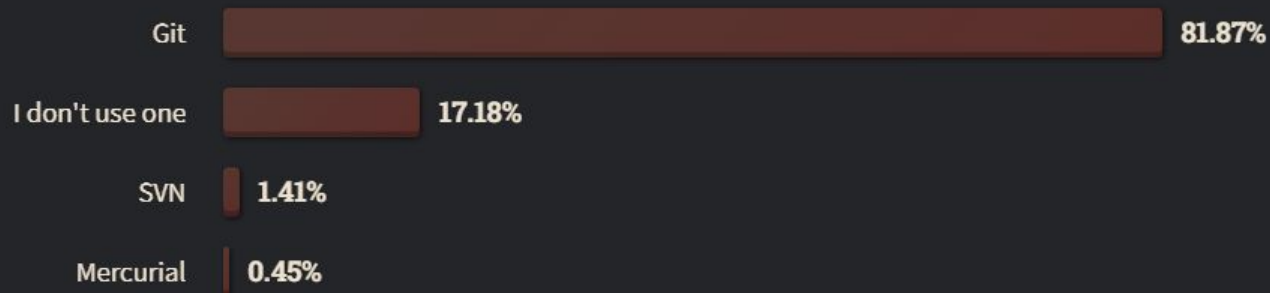 Git 81.87%
I don't use one 17.18%
SVN 1.41%
Mercurial 0.45%